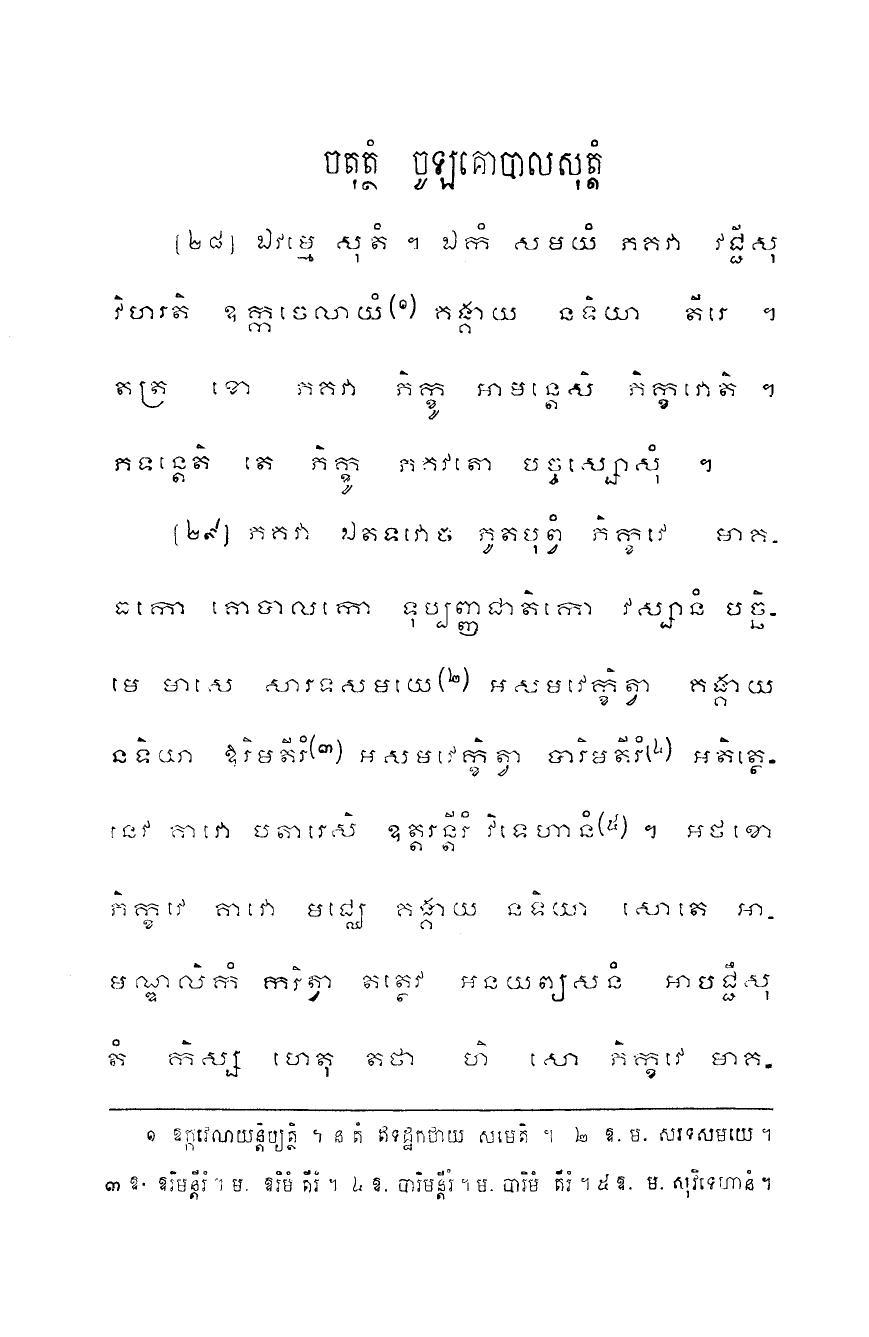 ចតុត្ថំ ចូឡគោបាលសុត្តំ
[២៨] ឯវម្មេ សុតំ ។ ឯកំ សមយំ ភគវា វជ្ជីសុ
វិហរតិ ឧក្កចេលាយំ(១) គង្គាយ នទិយា តីរេ ។
តត្រ ខោ ភគវា ភិក្ខូ អាមន្តេសិ ភិក្ខវោតិ ។
ភទន្តេតិ តេ ភិក្ខូ ភគវតោ បច្ចស្សោសុំ ។
[២៩] ភគវា ឯតទវោច ភូតបុព្វំ ភិក្ខវេ មាគ-
ធកោ គោបាលកោ ទុប្បញ្ញជាតិកោ វស្សានំ បច្ឆិ-
មេ មាសេ សារទសមយេ(២) អសមវេក្ខិត្វា គង្គាយ
នទិយា ឱរិមតីរំ(៣) អសមវេក្ខិត្វា បារិមតីរំ(៤) អតិត្ថេ-
នេវ គាវោ បតារេសិ ឧត្តរន្តីរំ វិទេហានំ(៥) ។ អថខោ
ភិក្ខវេ គាវោ មជ្ឈេ គង្គាយ នទិយា សោតេ អា-
មណ្ឌលិកំ ករិត្វា តត្ថេវ អនយព្យសនំ អាបជ្ជឹសុ
តំ កិស្ស ហេតុ តថា ហិ សោ ភិក្ខវេ មាគ-
១ ឧក្កវេណយន្តិប្យត្ថិ ។ ន តំ ឥទដ្ឋកថាយ សមេតិ ។ ២ ឱ. ម. សរទសមយេ ។
៣ ឱ. ឱរិមន្តីរំ ។ ម. ឱរិមំ តីរំ ។ ៤ ឱ. បារិមន្តីរំ ។ ម. បារិមំ តីរំ ។ ៥ ឱ. ម. សុវិទេហានំ ។